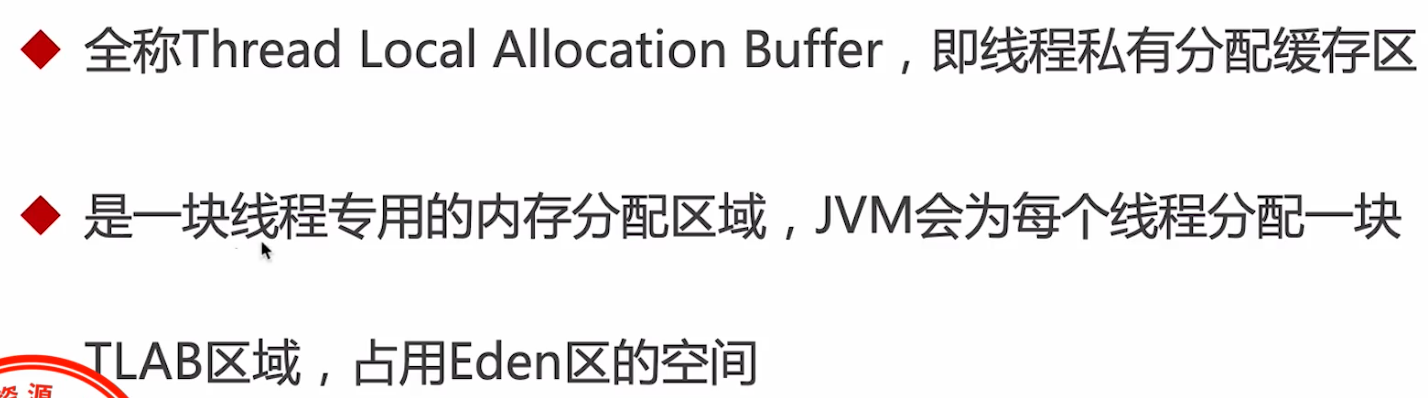 全称Thread Local Allocation Buffer，即线程私有分配缓存区
是一块线程专用的内存分配区域，JVM会为每个线程分配一块
TLAB区域，占用Eden区的空间
资源